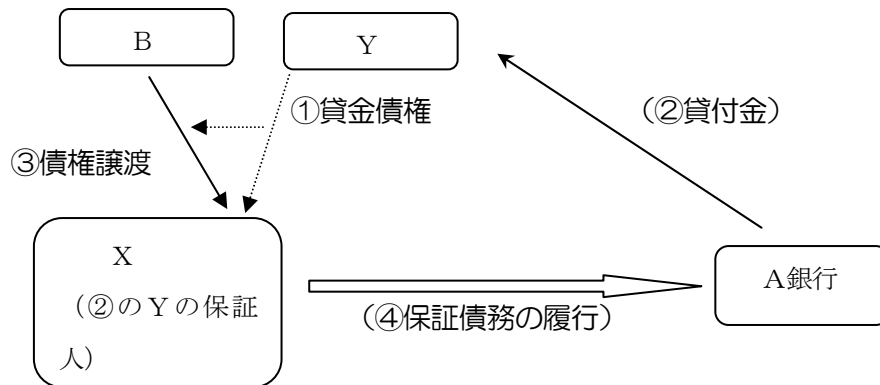 B
Y
①貸金債権
(②貸付金)
③債権譲渡
X
(②のYの保証
人)
(④保証債務の履行)
A銀行